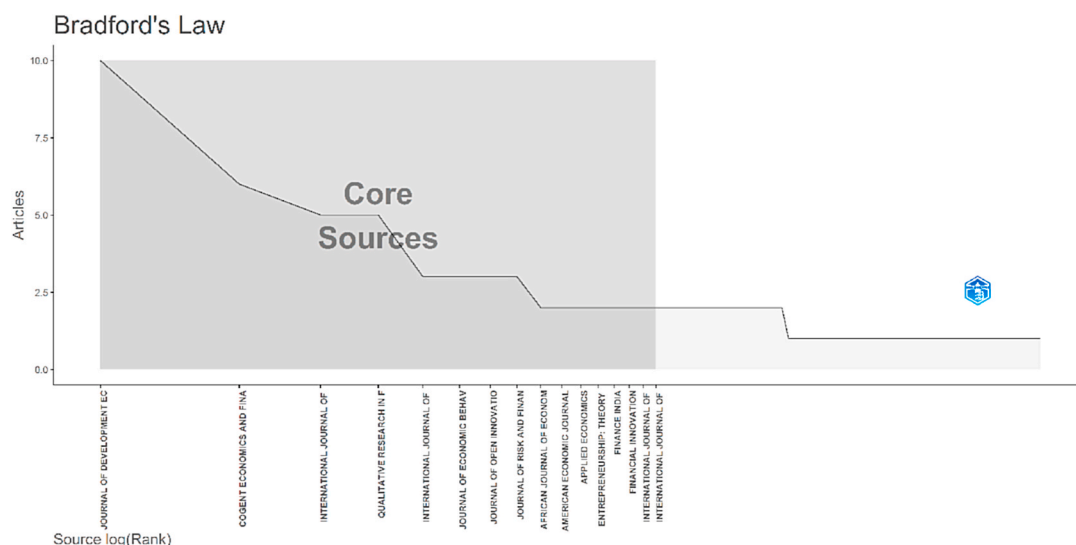 Bradford's Law
10.0
7.5
5.0
2.5
0.0
Articles
Core
Sources
JOURNAL OF DEVELOPMENT EC
COGENT ECONOMICS AND FINA
INTERNATIONAL JOURNAL OF
QUALITATIVE RESEARCH IN F
INTERNATIONAL JOURNAL OF
JOURNAL OF ECONOMIC BEHAV
JOURNAL OF OPEN INNOVATIO
JOURNAL OF RISK AND FINAN
AFRICAN JOURNAL OF ECONOM
AMERICAN ECONOMIC JOURNAL
APPLIED ECONOMICS
ENTREPRENEURSHIP: THEORY
FINANCE INDIA
FINANCIAL INNOVATION
INTERNATIONAL JOURNAL OF
INTERNATIONAL JOURNAL OF
Source log(Rank)